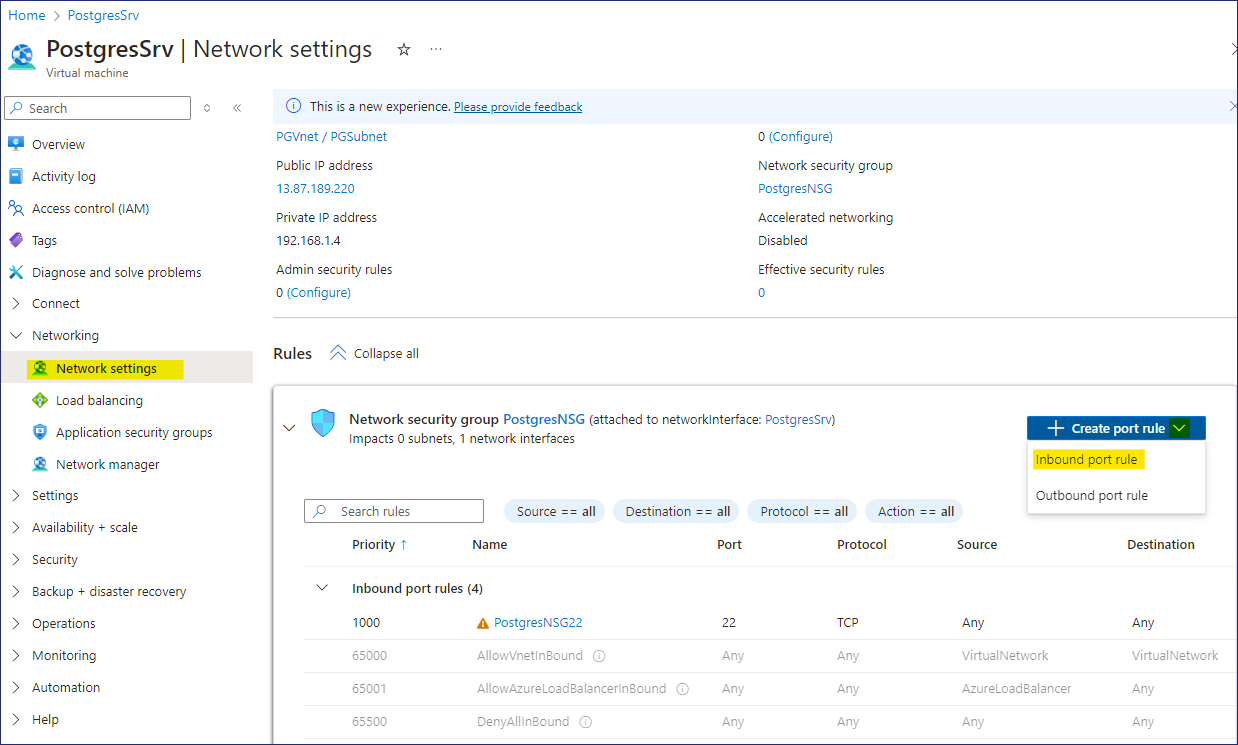 Home > PostgresSrv
PostgresSrv | Network settings
Virtual machine
Search
Overview
Activity log
Access control (IAM)
Tags
Diagnose and solve problems
Connect
Networking
Network settings
Load balancing
Application security groups
Network manager
Settings
Availability + scale
Security
Backup + disaster recovery
Operations
Monitoring
Automation
Help
This is a new experience. Please provide feedback
PGVnet / PGSubnet
Public IP address
13.87.189.220
Private IP address
192.168.1.4
Admin security rules
0 (Configure)
0 (Configure)
Network security group
PostgresNSG
Accelerated networking
Disabled
Effective security rules
0
Rules Collapse all
Network security group PostgresNSG (attached to networkInterface: PostgresSrv)
Impacts 0 subnets, 1 network interfaces
Create port rule
Inbound port rule
Outbound port rule
Search rules Source == all Destination == all Protocol == all Action == all
Priority ↑ Name Port Protocol Source Destination
Inbound port rules (4)
1000 PostgresNSG22 22 TCP Any Any
65000 AllowVnetInBound Any Any VirtualNetwork VirtualNetwork
65001 AllowAzureLoadBalancerInBound Any Any AzureLoadBalancer Any
65500 DenyAllInBound Any Any Any Any